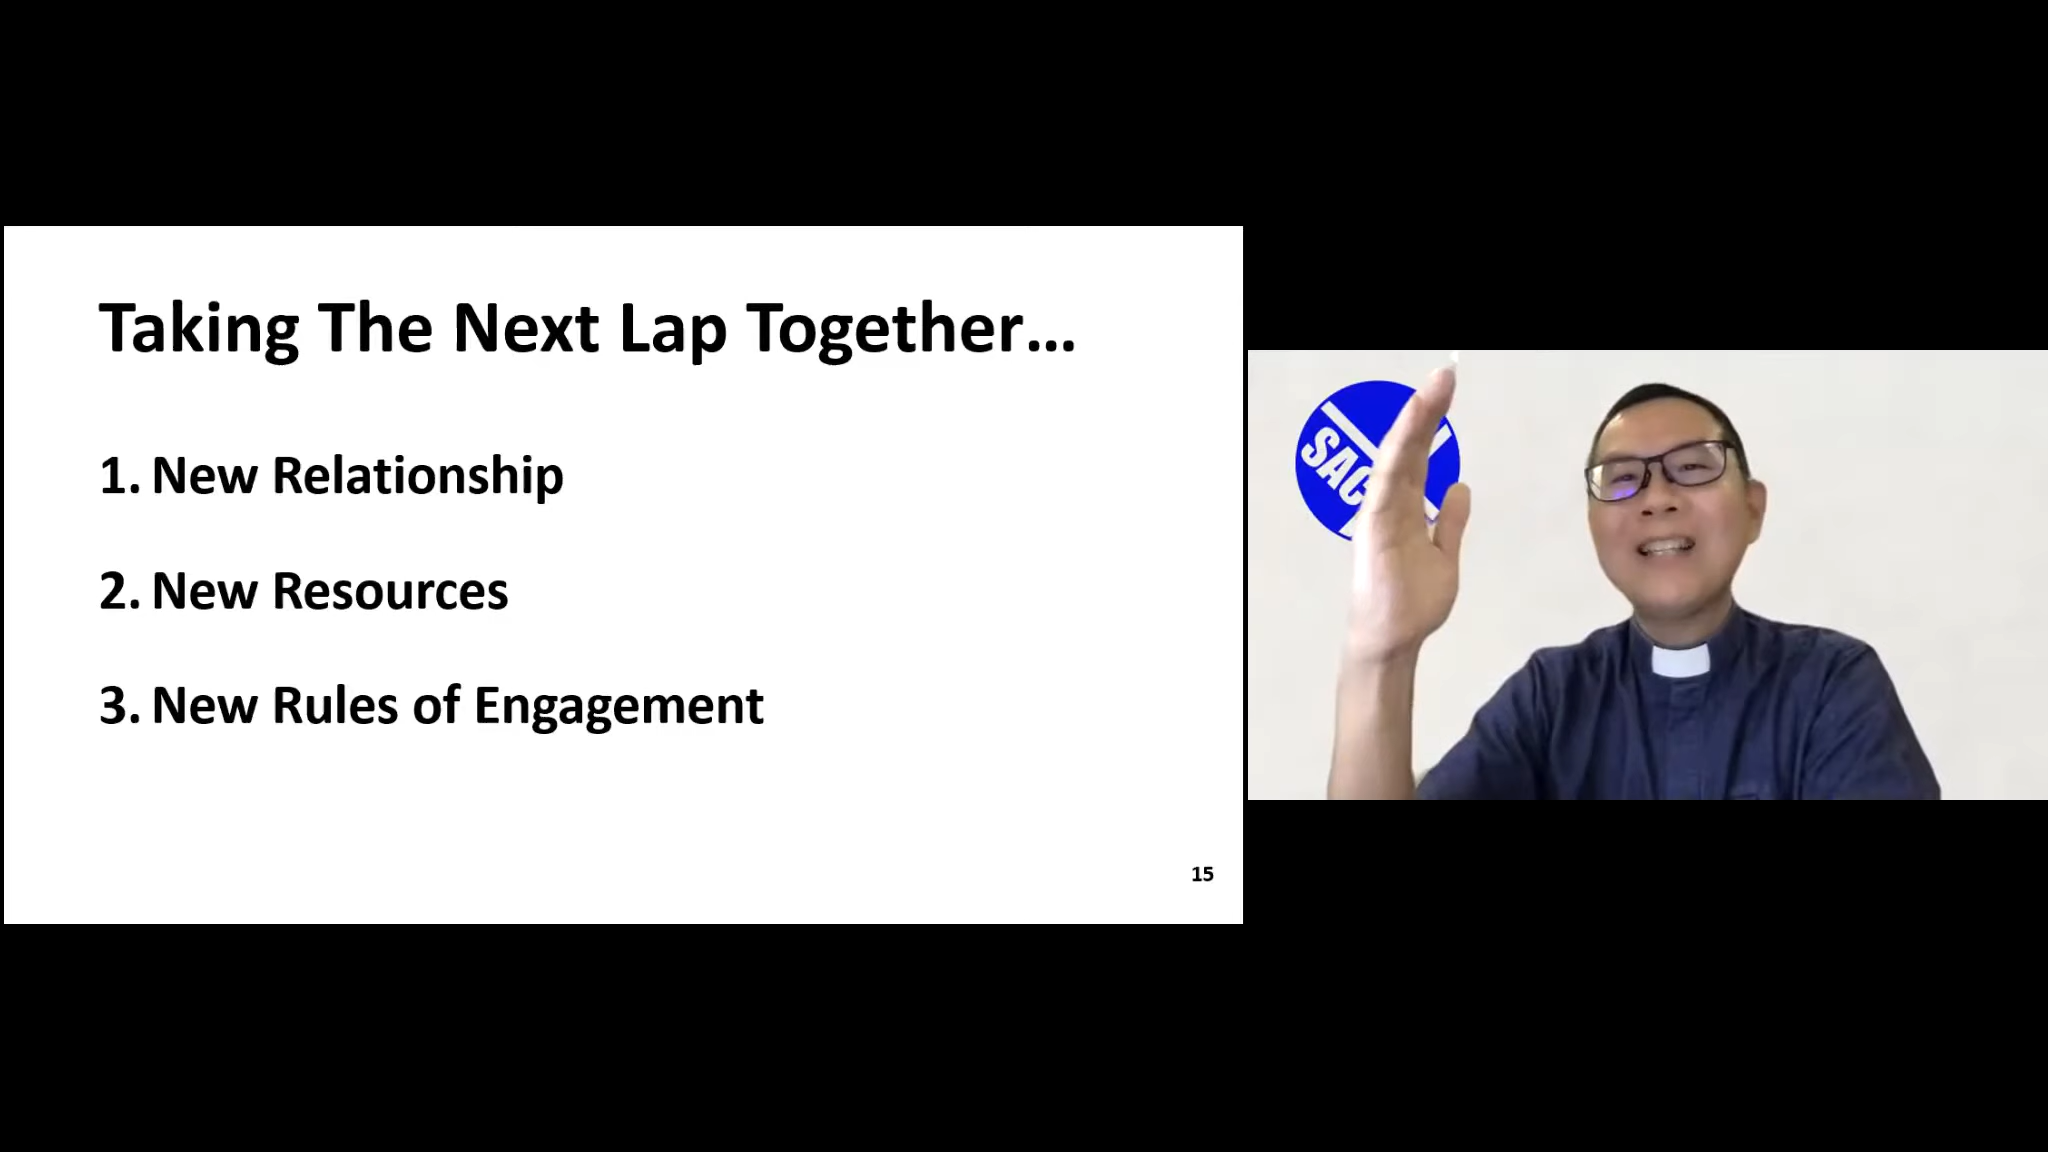 Taking The Next Lap Together...
1. New Relationship
2. New Resources
3. New Rules of Engagement
15